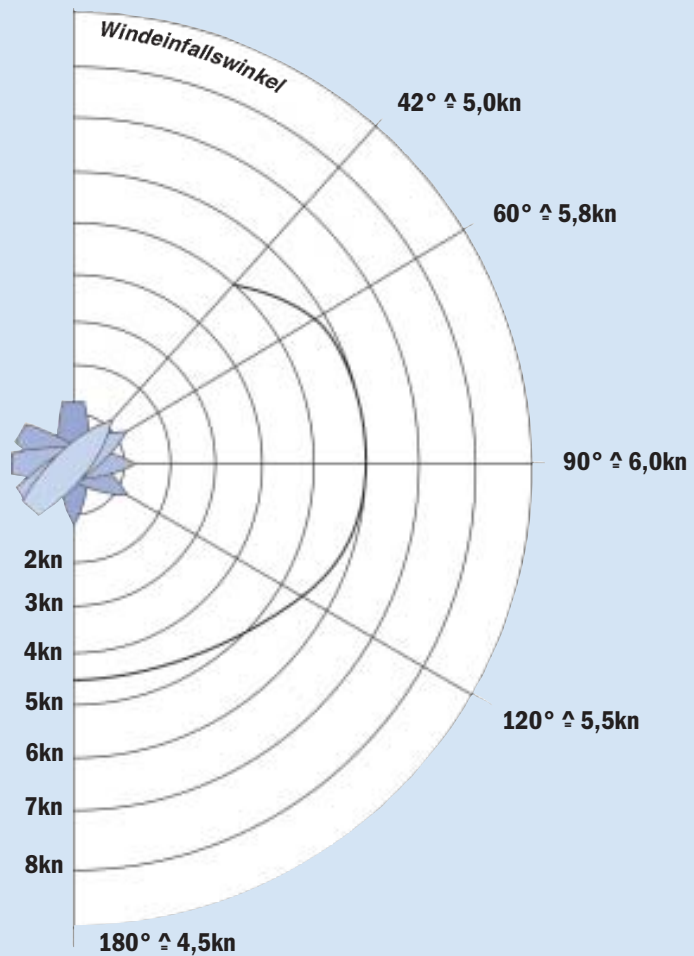 Windeinfallswinkel
42° ≙ 5,0kn
60° ≙ 5,8kn
90° ≙ 6,0kn
2kn
3kn
4kn
5kn
120° ≙ 5,5kn
6kn
7kn
8kn
180° ≙ 4,5kn